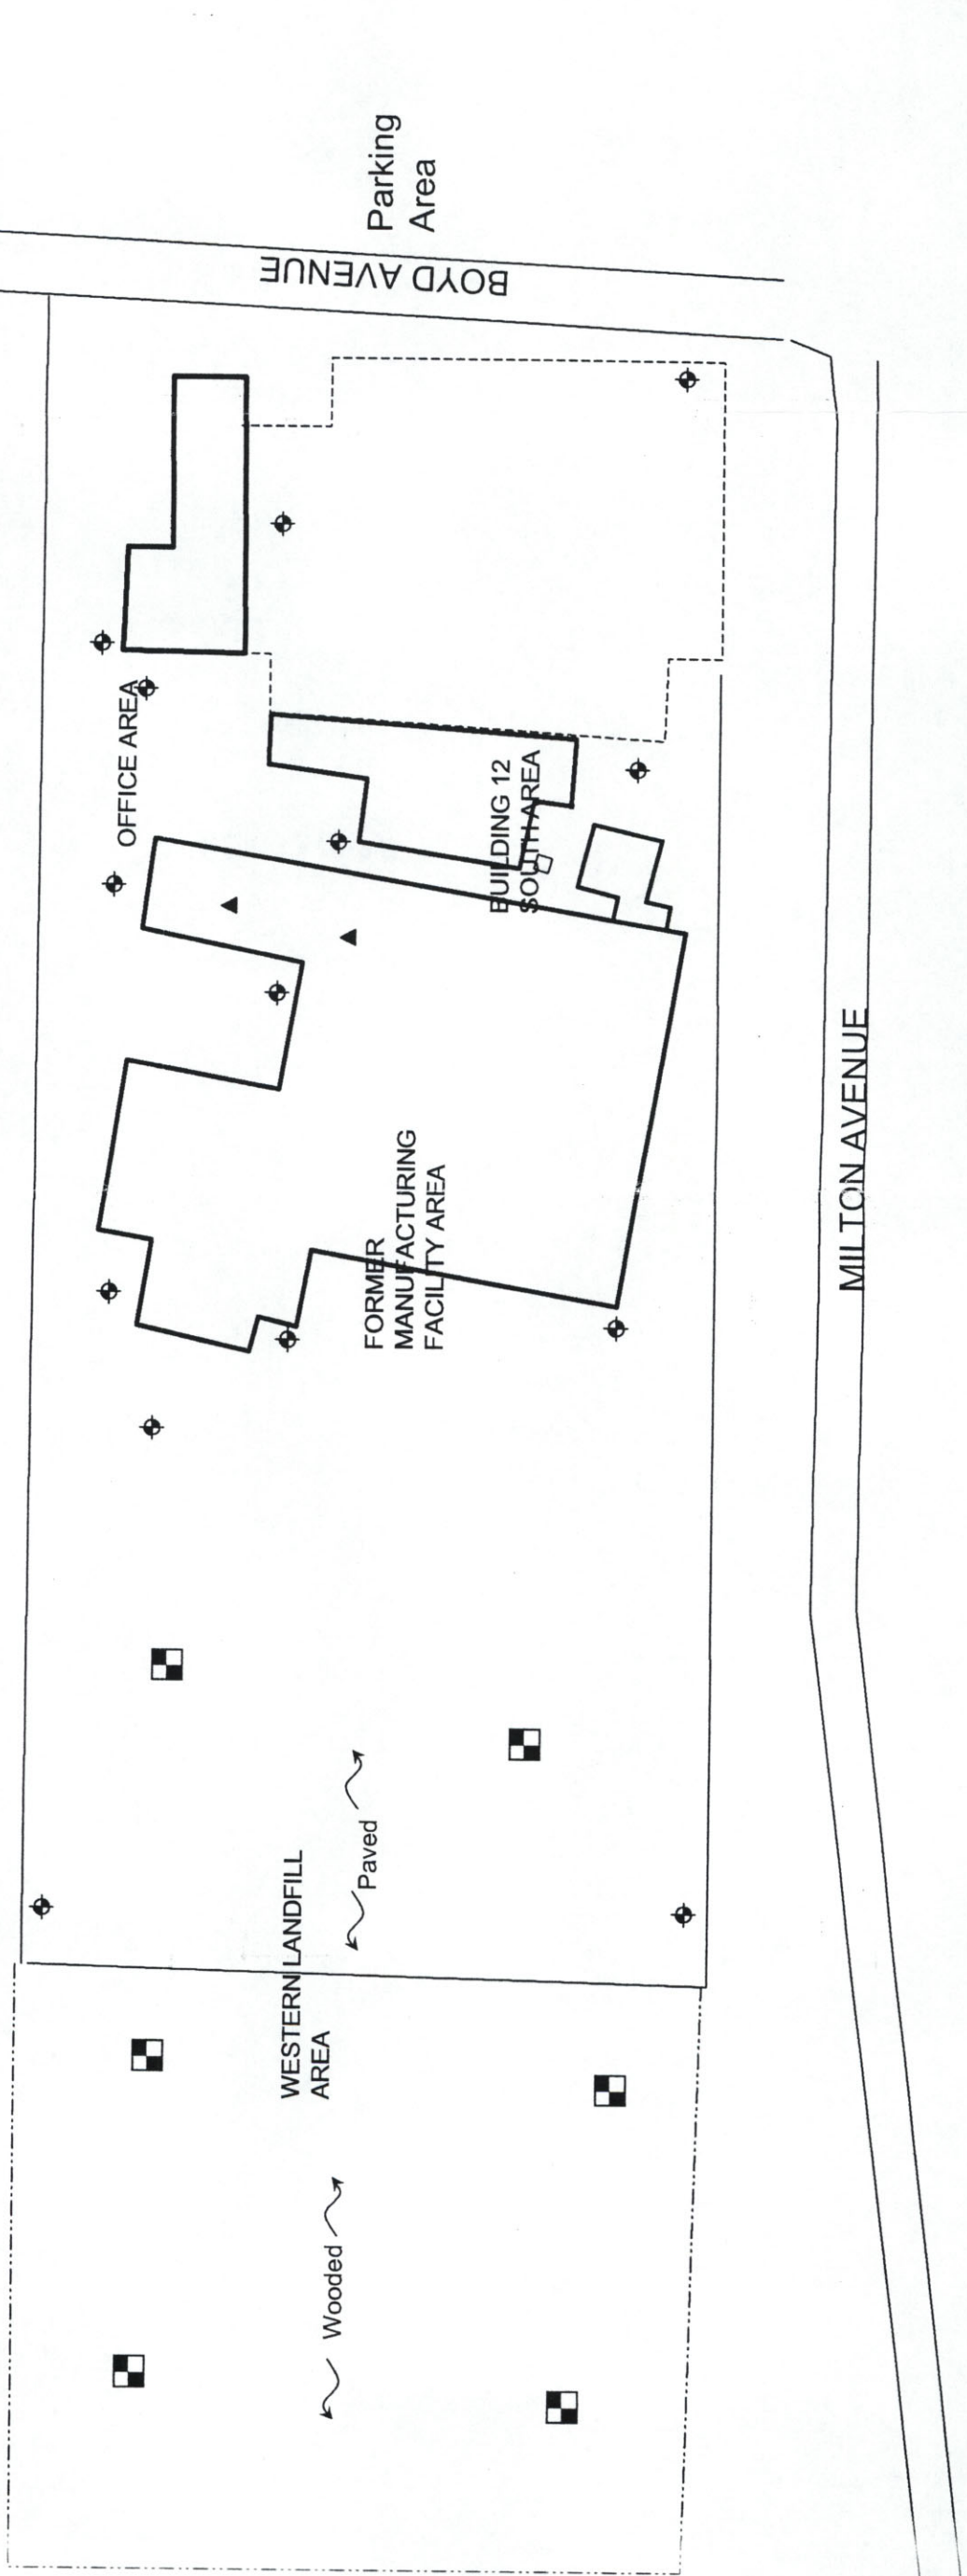 Parking
Area
BOYD AVENUE
OFFICE AREA
BUILDING 12
SOUTH AREA
FORMER
MANUFACTURING
FACILITY AREA
MILTON AVENUE
Paved
WESTERN LANDFILL
AREA
Wooded